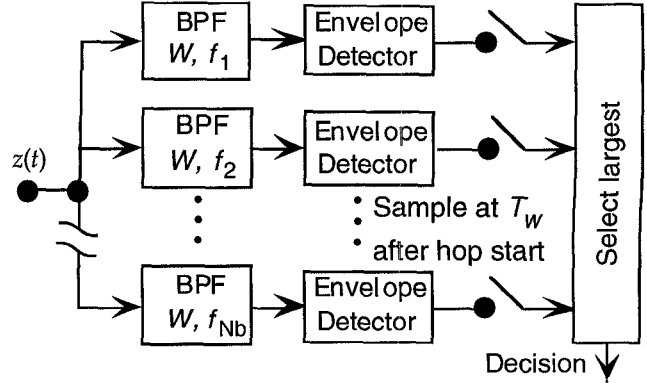 BPF
W, f1
Envelope
Detector
BPF
W, f2
Envelope
Detector
z(t)
Sample at TW
after hop start
BPF
W, fNb
Envelope
Detector
Select largest
Decision